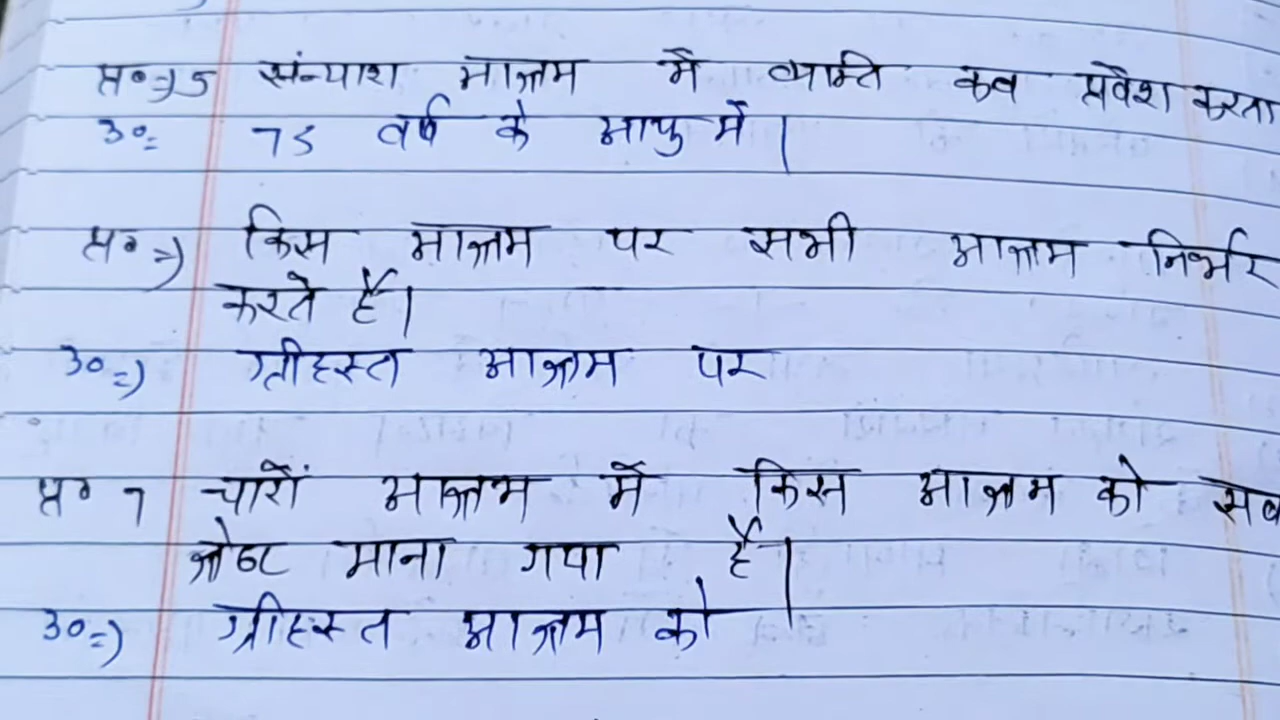 प्र०⇒5 संन्याश आश्रम में व्यक्ति कब प्रवेश करता
उ०= 75 वर्ष के आयु में।
प्र०⇒) किस आश्रम पर सभी आश्रम निर्भर
करते हैं।
उ०=) ग्रीहस्त आश्रम पर
प्र० 7 चारों आश्रम में किस आश्रम को सब
श्रेष्ट माना गया है।
उ०=) ग्रीहस्त आश्रम को